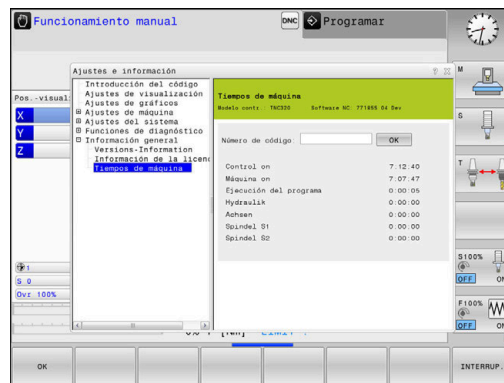 Funcionamiento manual
DNC
Programar
Ajustes e información
? X
Introducción del código
Ajustes de visualización
Ajustes de gráficos
Ajustes de máquina
Ajustes del sistema
Funciones de diagnóstico
Información general
Versions-Information
Información de la licenc
Tiempos de máquina
Tiempos de máquina
Modelo contr.: TNC320 Software NC: 771855 04 Dev
Número de código
OK
Control on 7:12:40
Máquina on 7:07:47
Ejecución del programa 0:00:05
Hydraulik 0:00:00
Achsen 0:00:00
Spindel S1 0:00:00
Spindel S2 0:00:00
Pos.-visual
X
Y
Z
1
S 0
Ovr 100%
M
S
T
S100%
OFF
F100%
OFF
OK
INTERRUP.